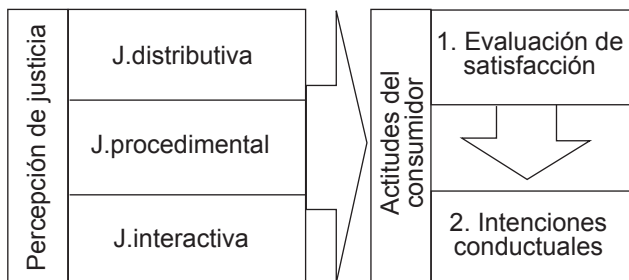 Percepción de justicia
J.distributiva
J.procedimental
J.interactiva
Actitudes del
consumidor
1. Evaluación de
satisfacción
2. Intenciones
conductuales